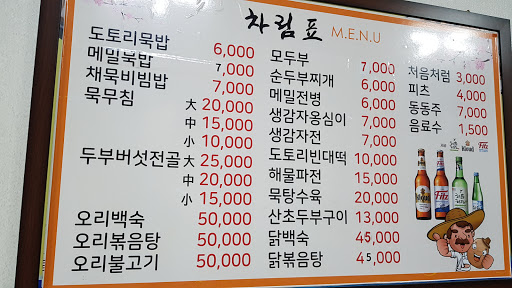 차림표 M.E.N.U
도토리묵밥 6,000
메밀묵밥 7,000
채묵비빔밥 7,000
묵무침 大 20,000
中 15,000
小 10,000
두부버섯전골 大 25,000
中 20,000
小 15,000
오리백숙 50,000
오리볶음탕 50,000
오리불고기 50,000
모두부 7,000
순두부찌개 6,000
메밀전병 6,000
생감자옹심이 7,000
생감자전 7,000
도토리빈대떡 10,000
해물파전 15,000
묵탕수육 15,000
산초두부구이 13,000
닭백숙 45,000
닭볶음탕 45,000
처음처럼 3,000
피츠 4,000
동동주 7,000
음료수 1,500
Kloud
Fitz
Fitz